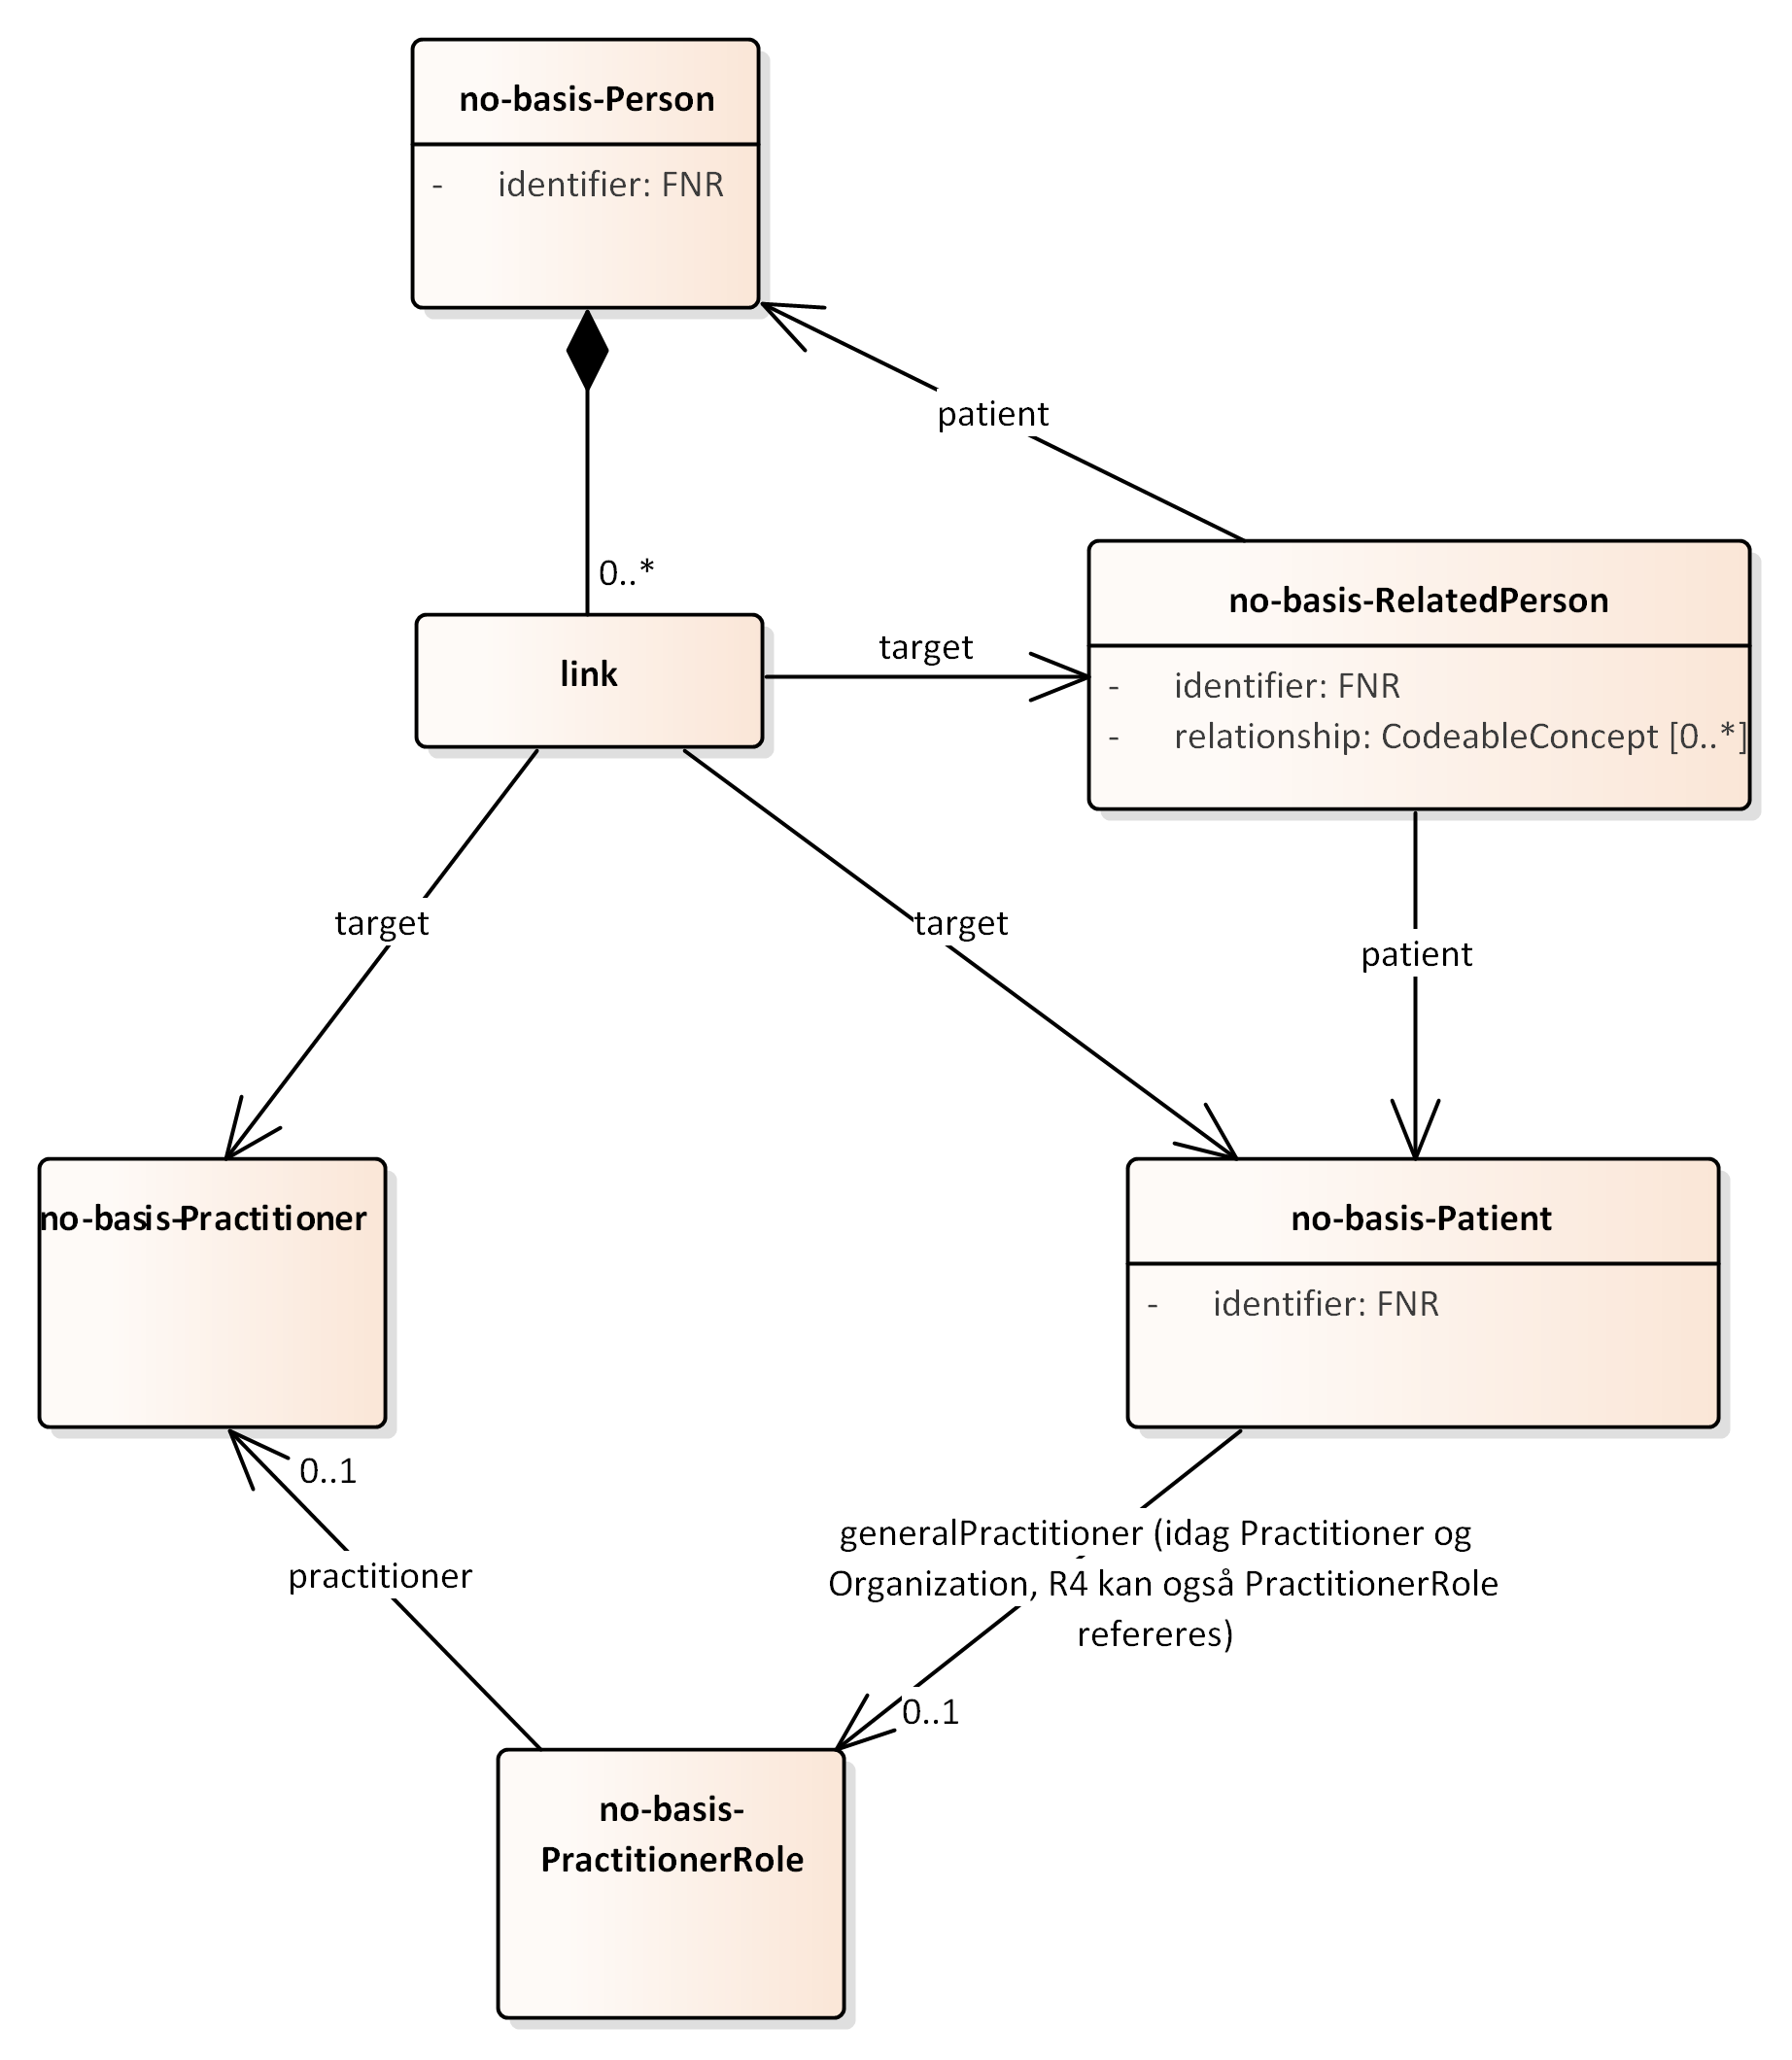 no-basis-Person
- identifier: FNR
patient
0..*
no-basis-RelatedPerson
link
target
- identifier: FNR
- relationship: CodeableConcept [0..*]
target
target
patient
no-basis-Practitioner
no-basis-Patient
- identifier: FNR
0..1
generalPractitioner (idag Practitioner og
Organization, R4 kan også PractitionerRole
refereres)
practitioner
0..1
no-basis-
PractitionerRole